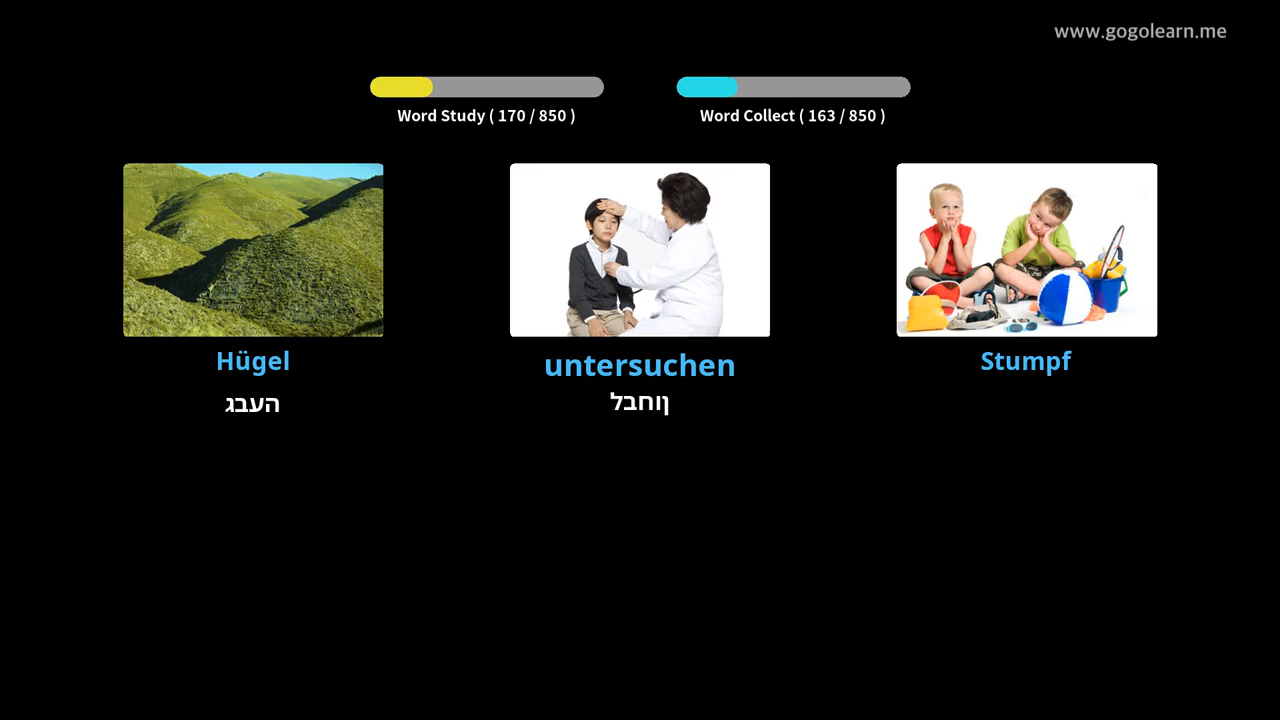 www.gogolearn.me
Word Study ( 170 / 850 )
Word Collect ( 163 / 850 )
Hügel
העבג
untersuchen
ןוחבל
Stumpf